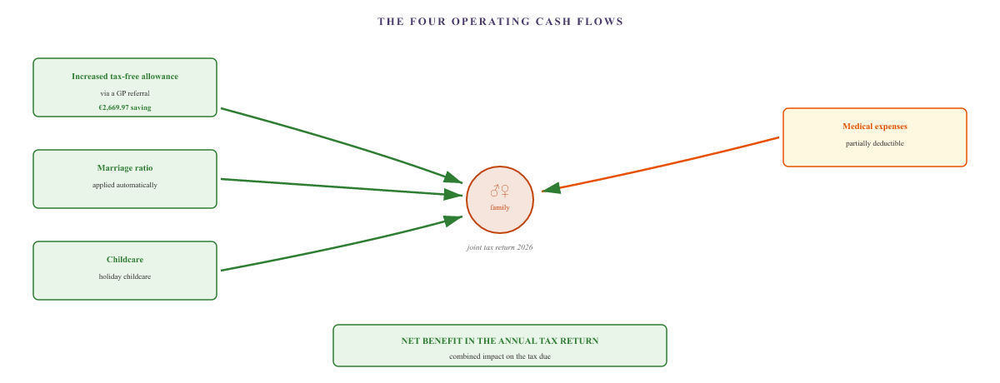 THE FOUR OPERATING CASH FLOWS
Increased tax-free allowance
via a GP referral
€2,669.97 saving
Marriage ratio
applied automatically
Childcare
holiday childcare
Medical expenses
partially deductible
family
joint tax return 2026
NET BENEFIT IN THE ANNUAL TAX RETURN
combined impact on the tax due